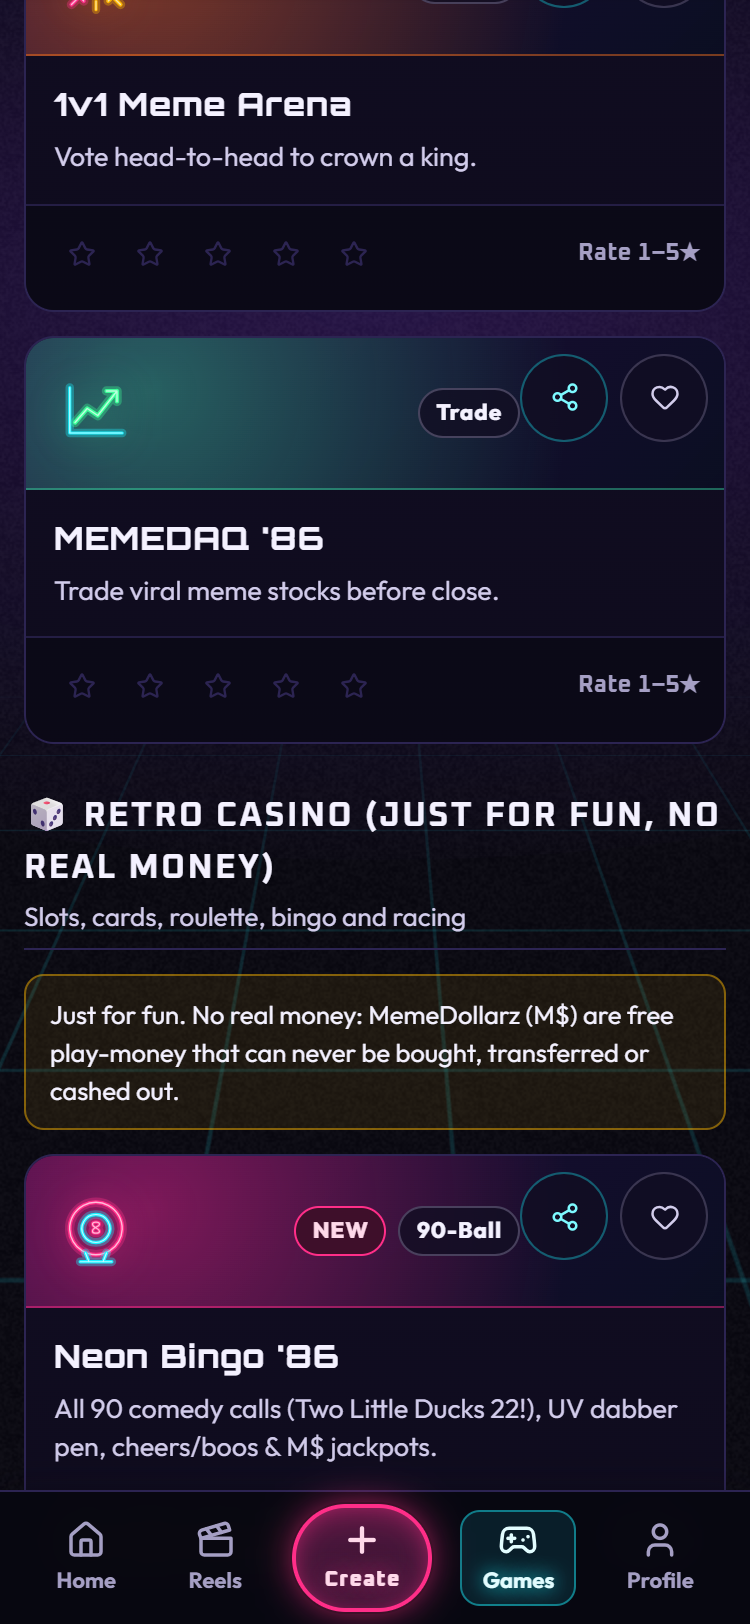 1v1 Meme Arena
Vote head-to-head to crown a king.
Rate 1–5★
Trade
MEMEDAQ '86
Trade viral meme stocks before close.
Rate 1–5★
RETRO CASINO (JUST FOR FUN, NO
REAL MONEY)
Slots, cards, roulette, bingo and racing
Just for fun. No real money: MemeDollarz (M$) are free
play-money that can never be bought, transferred or
cashed out.
8
NEW
90-Ball
Neon Bingo '86
All 90 comedy calls (Two Little Ducks 22!), UV dabber
pen, cheers/boos & M$ jackpots.
Home
Reels
Create
Games
Profile